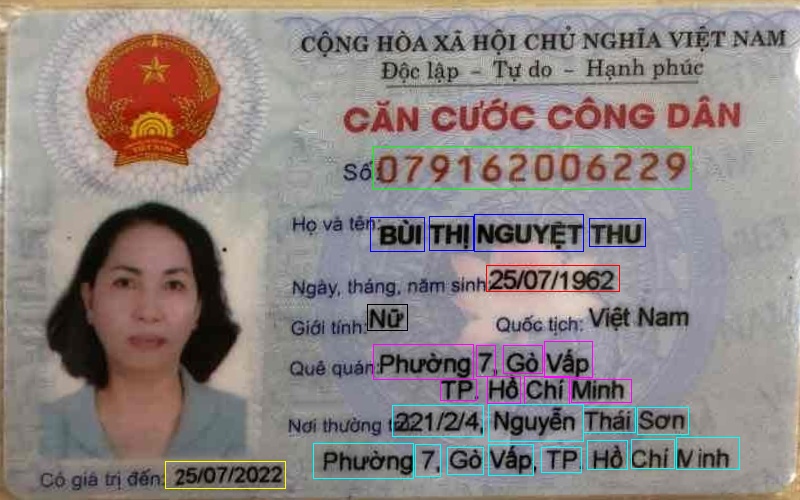 CỘNG HÒA XÃ HỘI CHỦ NGHĨA VIỆT NAM
Độc lập - Tự do - Hạnh phúc
CĂN CƯỚC CÔNG DÂN
Số: 079162006229
Họ và tên: BÙI THỊ NGUYỆT THU
Ngày, tháng, năm sinh: 25/07/1962
Giới tính: Nữ Quốc tịch: Việt Nam
Quê quán: Phường 7, Gò Vấp
TP. Hồ Chí Minh
Nơi thường trú: 221/2/4, Nguyễn Thái Sơn
Phường 7, Gò Vấp, TP. Hồ Chí Minh
Có giá trị đến: 25/07/2022